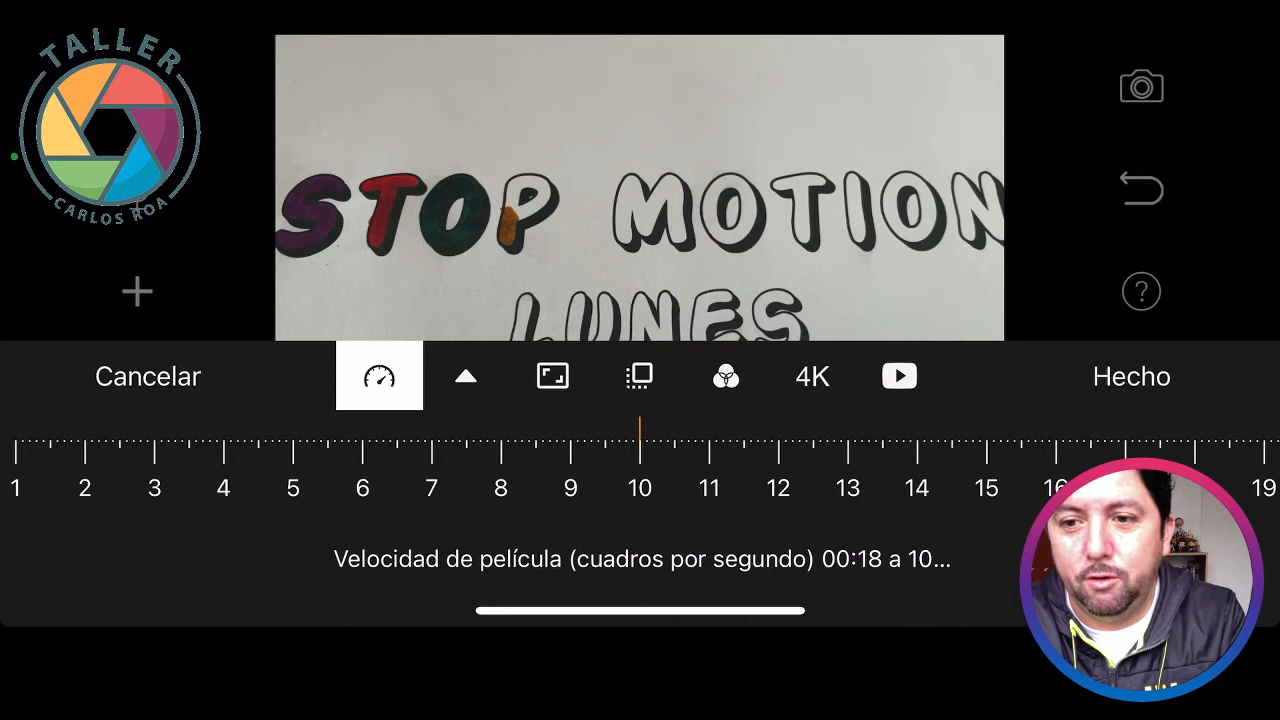 TALLER
CARLOS ROA
STOP MOTION
LUNES
Cancelar
4K
Hecho
1 2 3 4 5 6 7 8 9 10 11 12 13 14 15 16 19
Velocidad de película (cuadros por segundo) 00:18 a 10...